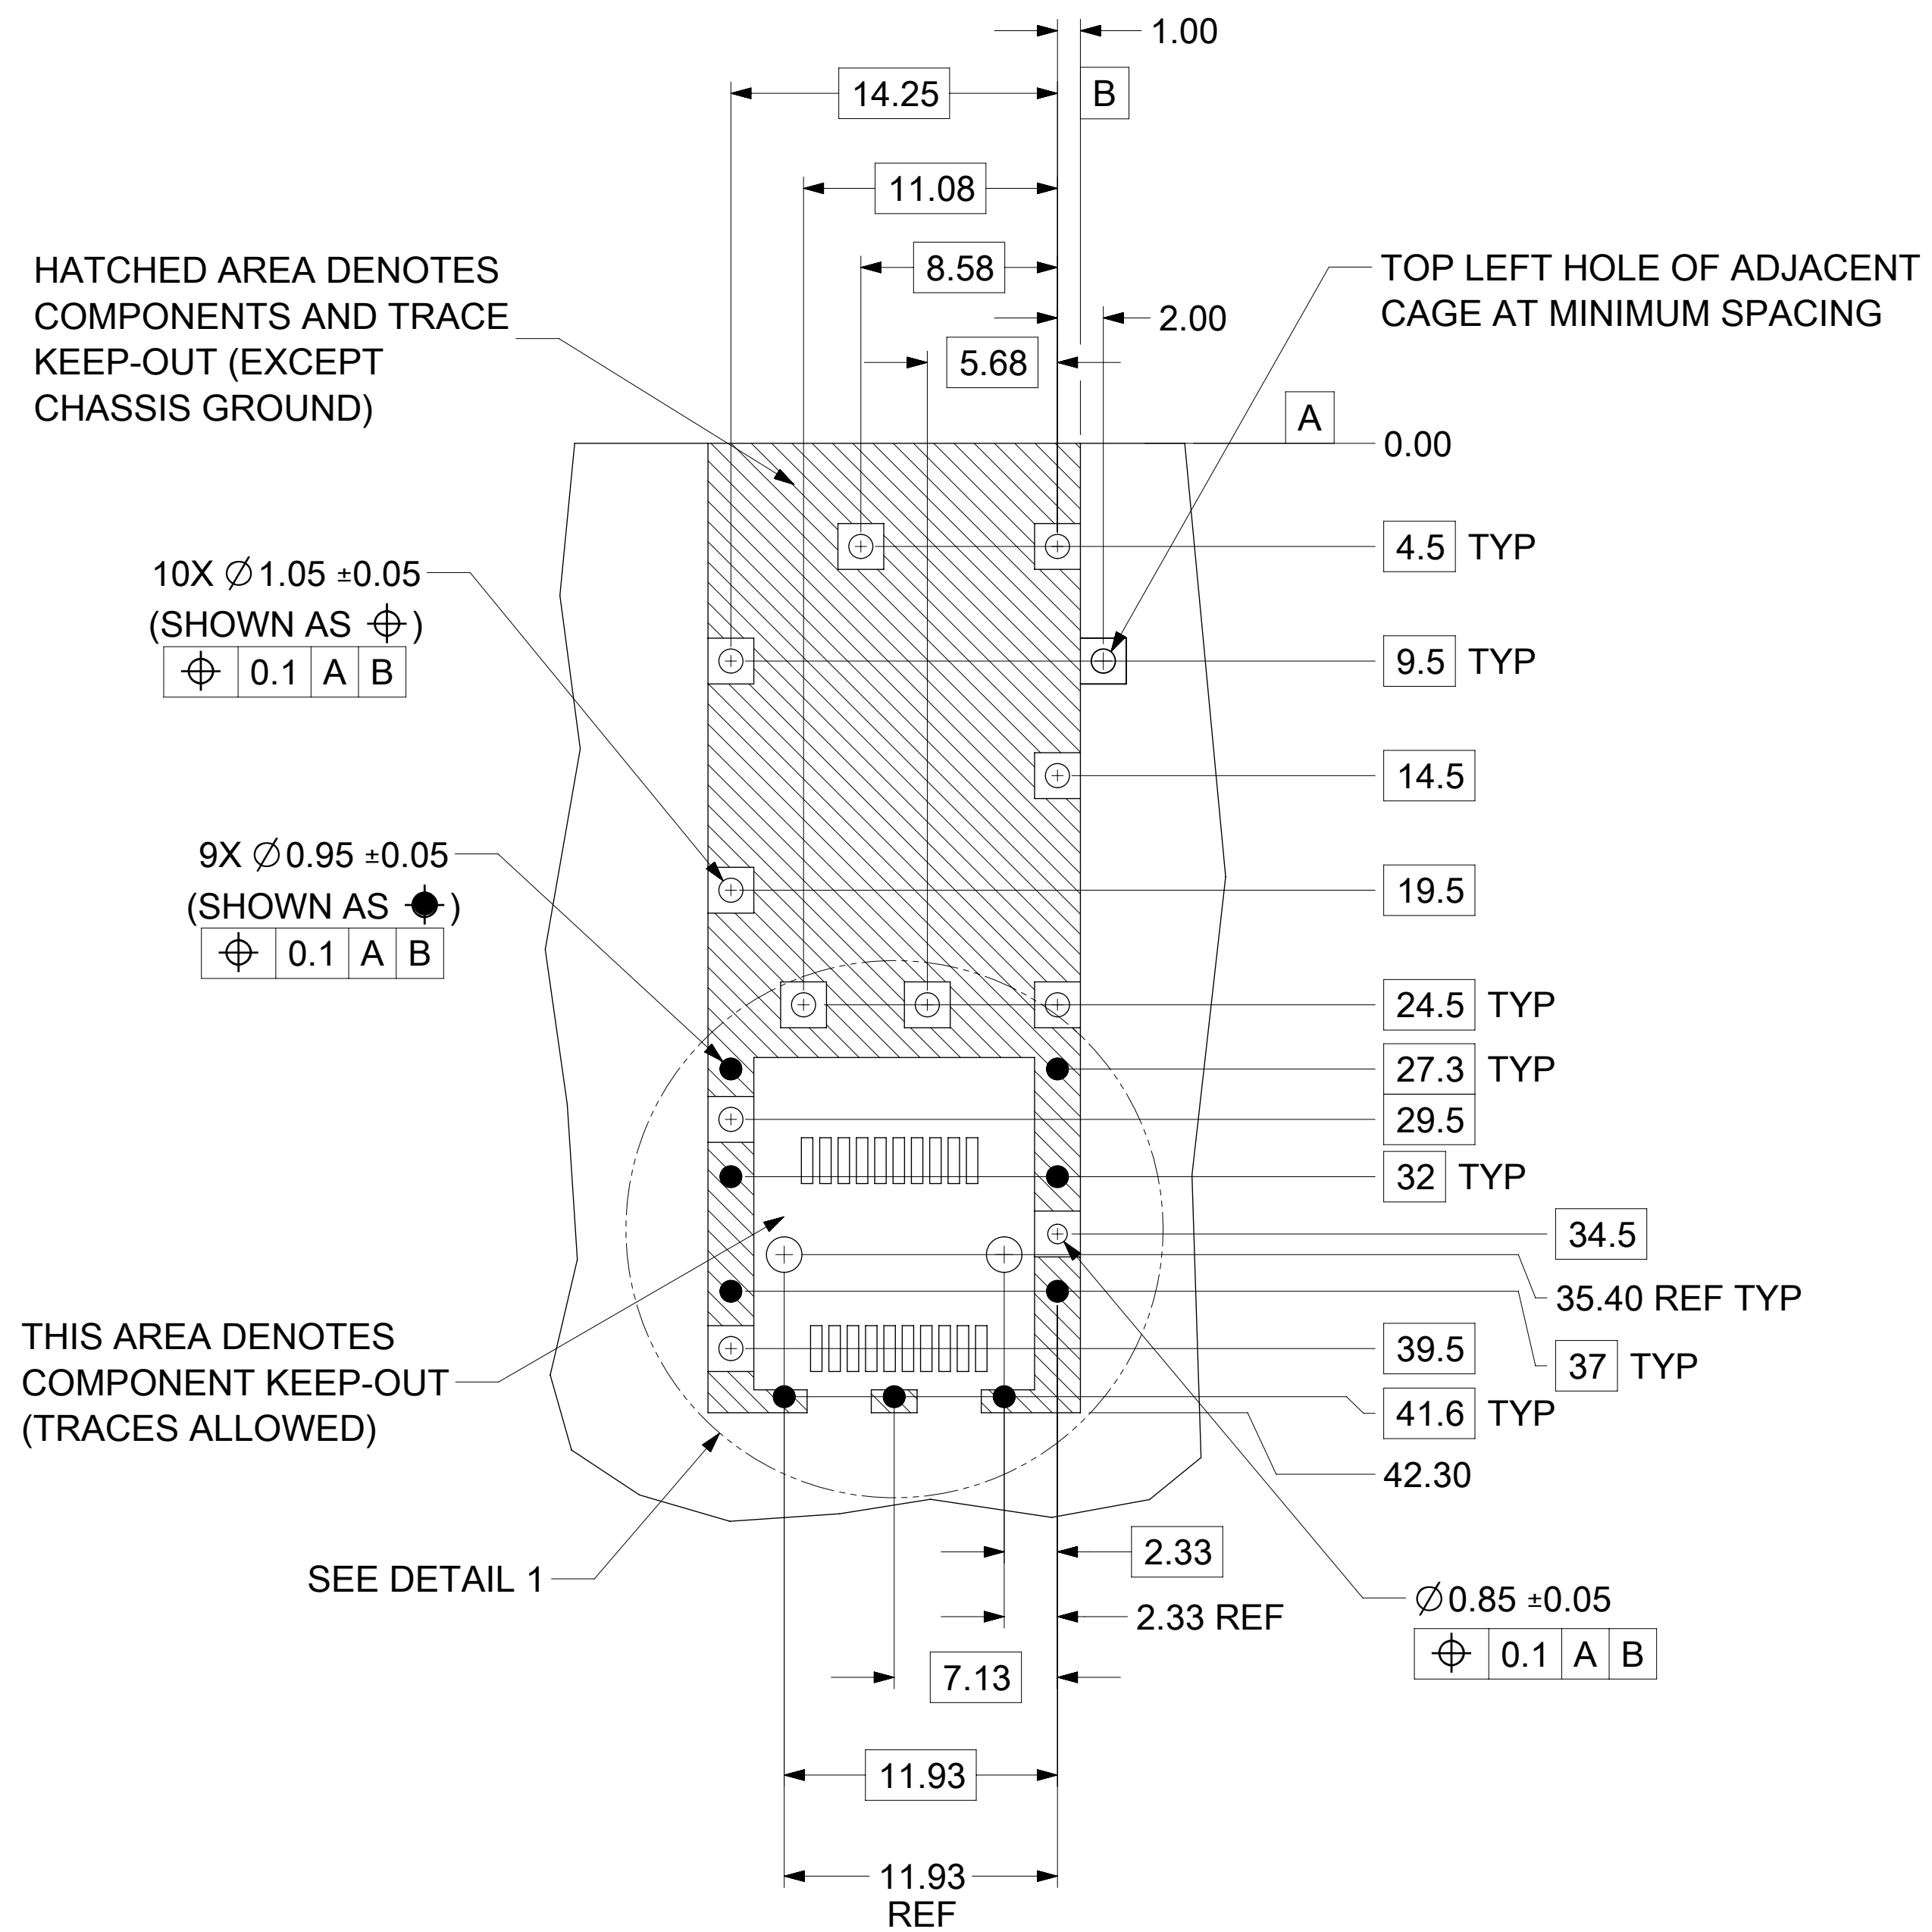 1.00
14.25
B
11.08
HATCHED AREA DENOTES
COMPONENTS AND TRACE
KEEP-OUT (EXCEPT
CHASSIS GROUND)
8.58
TOP LEFT HOLE OF ADJACENT
CAGE AT MINIMUM SPACING
2.00
5.68
A
0.00
4.5 TYP
10X ∅1.05 ±0.05
(SHOWN AS ⌖)
⌖ 0.1 A B
9.5 TYP
14.5
9X ∅0.95 ±0.05
(SHOWN AS )
⌖ 0.1 A B
19.5
24.5 TYP
27.3 TYP
29.5
32 TYP
34.5
35.40 REF TYP
THIS AREA DENOTES
COMPONENT KEEP-OUT
(TRACES ALLOWED)
39.5
37 TYP
41.6 TYP
42.30
SEE DETAIL 1
2.33
2.33 REF
∅0.85 ±0.05
⌖ 0.1 A B
7.13
11.93
11.93
REF